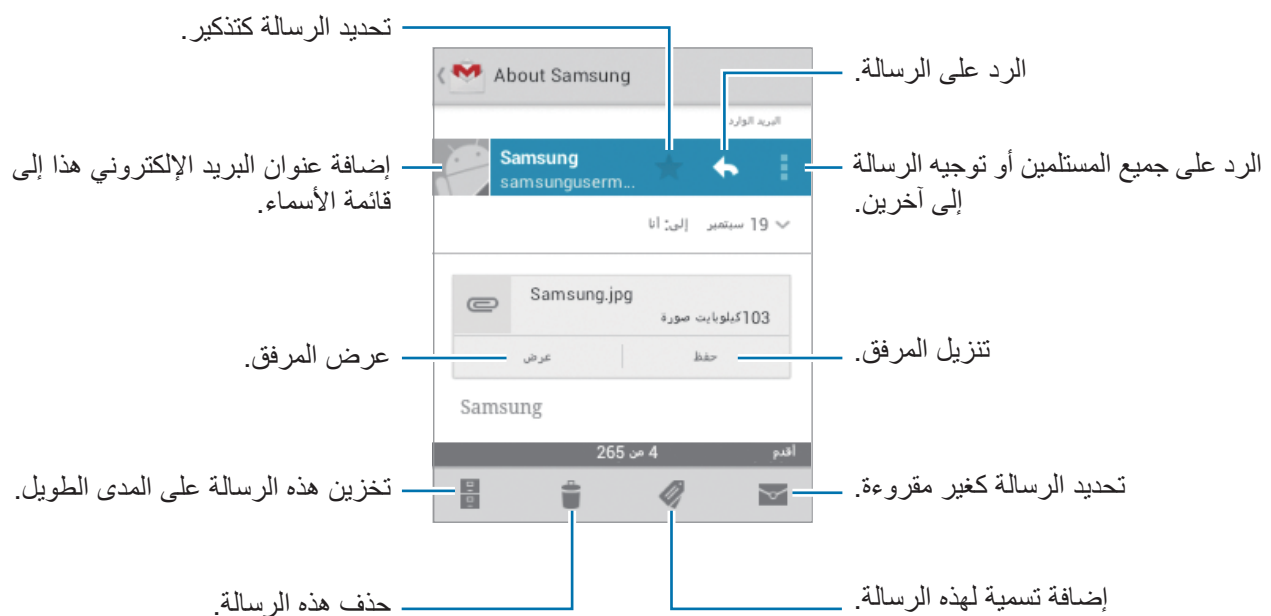 تحديد الرسالة كتذكير.
الرد على الرسالة.
About Samsung
البريد الوارد
Samsung
samsunguserm...
الرد على جميع المستلمين أو توجيه الرسالة
إلى آخرين.
إضافة عنوان البريد الإلكتروني هذا إلى
قائمة الأسماء.
19 سبتمبر إلى: أنا
Samsung.jpg
103كيلوبايت صورة
تنزيل المرفق.
حفظ
عرض
عرض المرفق.
Samsung
أقدم
4 من 265
تحديد الرسالة كغير مقروءة.
تخزين هذه الرسالة على المدى الطويل.
إضافة تسمية لهذه الرسالة.
حذف هذه الرسالة.